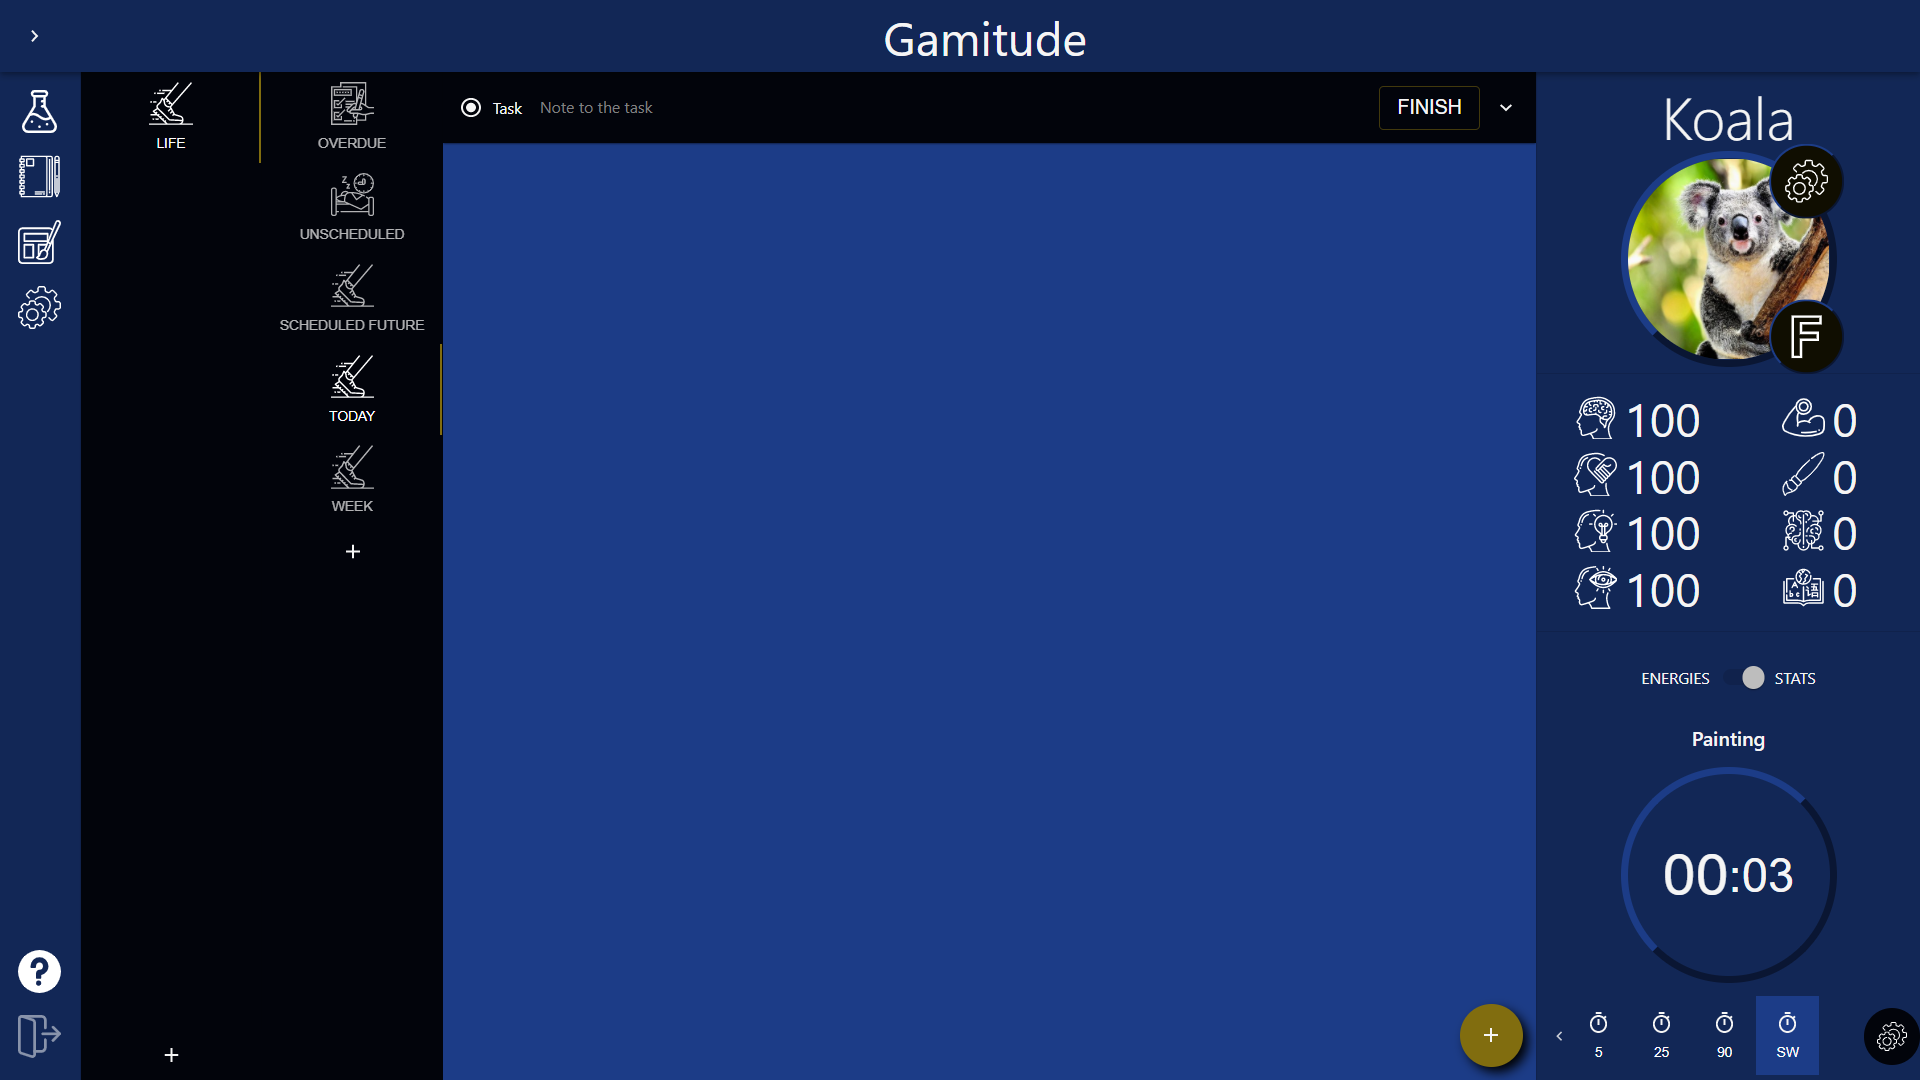 Gamitude
LIFE
OVERDUE
UNSCHEDULED
SCHEDULED FUTURE
TODAY
WEEK
Task Note to the task
FINISH
Koala
F
100 0
100 0
100 0
100 0
ENERGIES STATS
Painting
00:03
5 25 90 SW